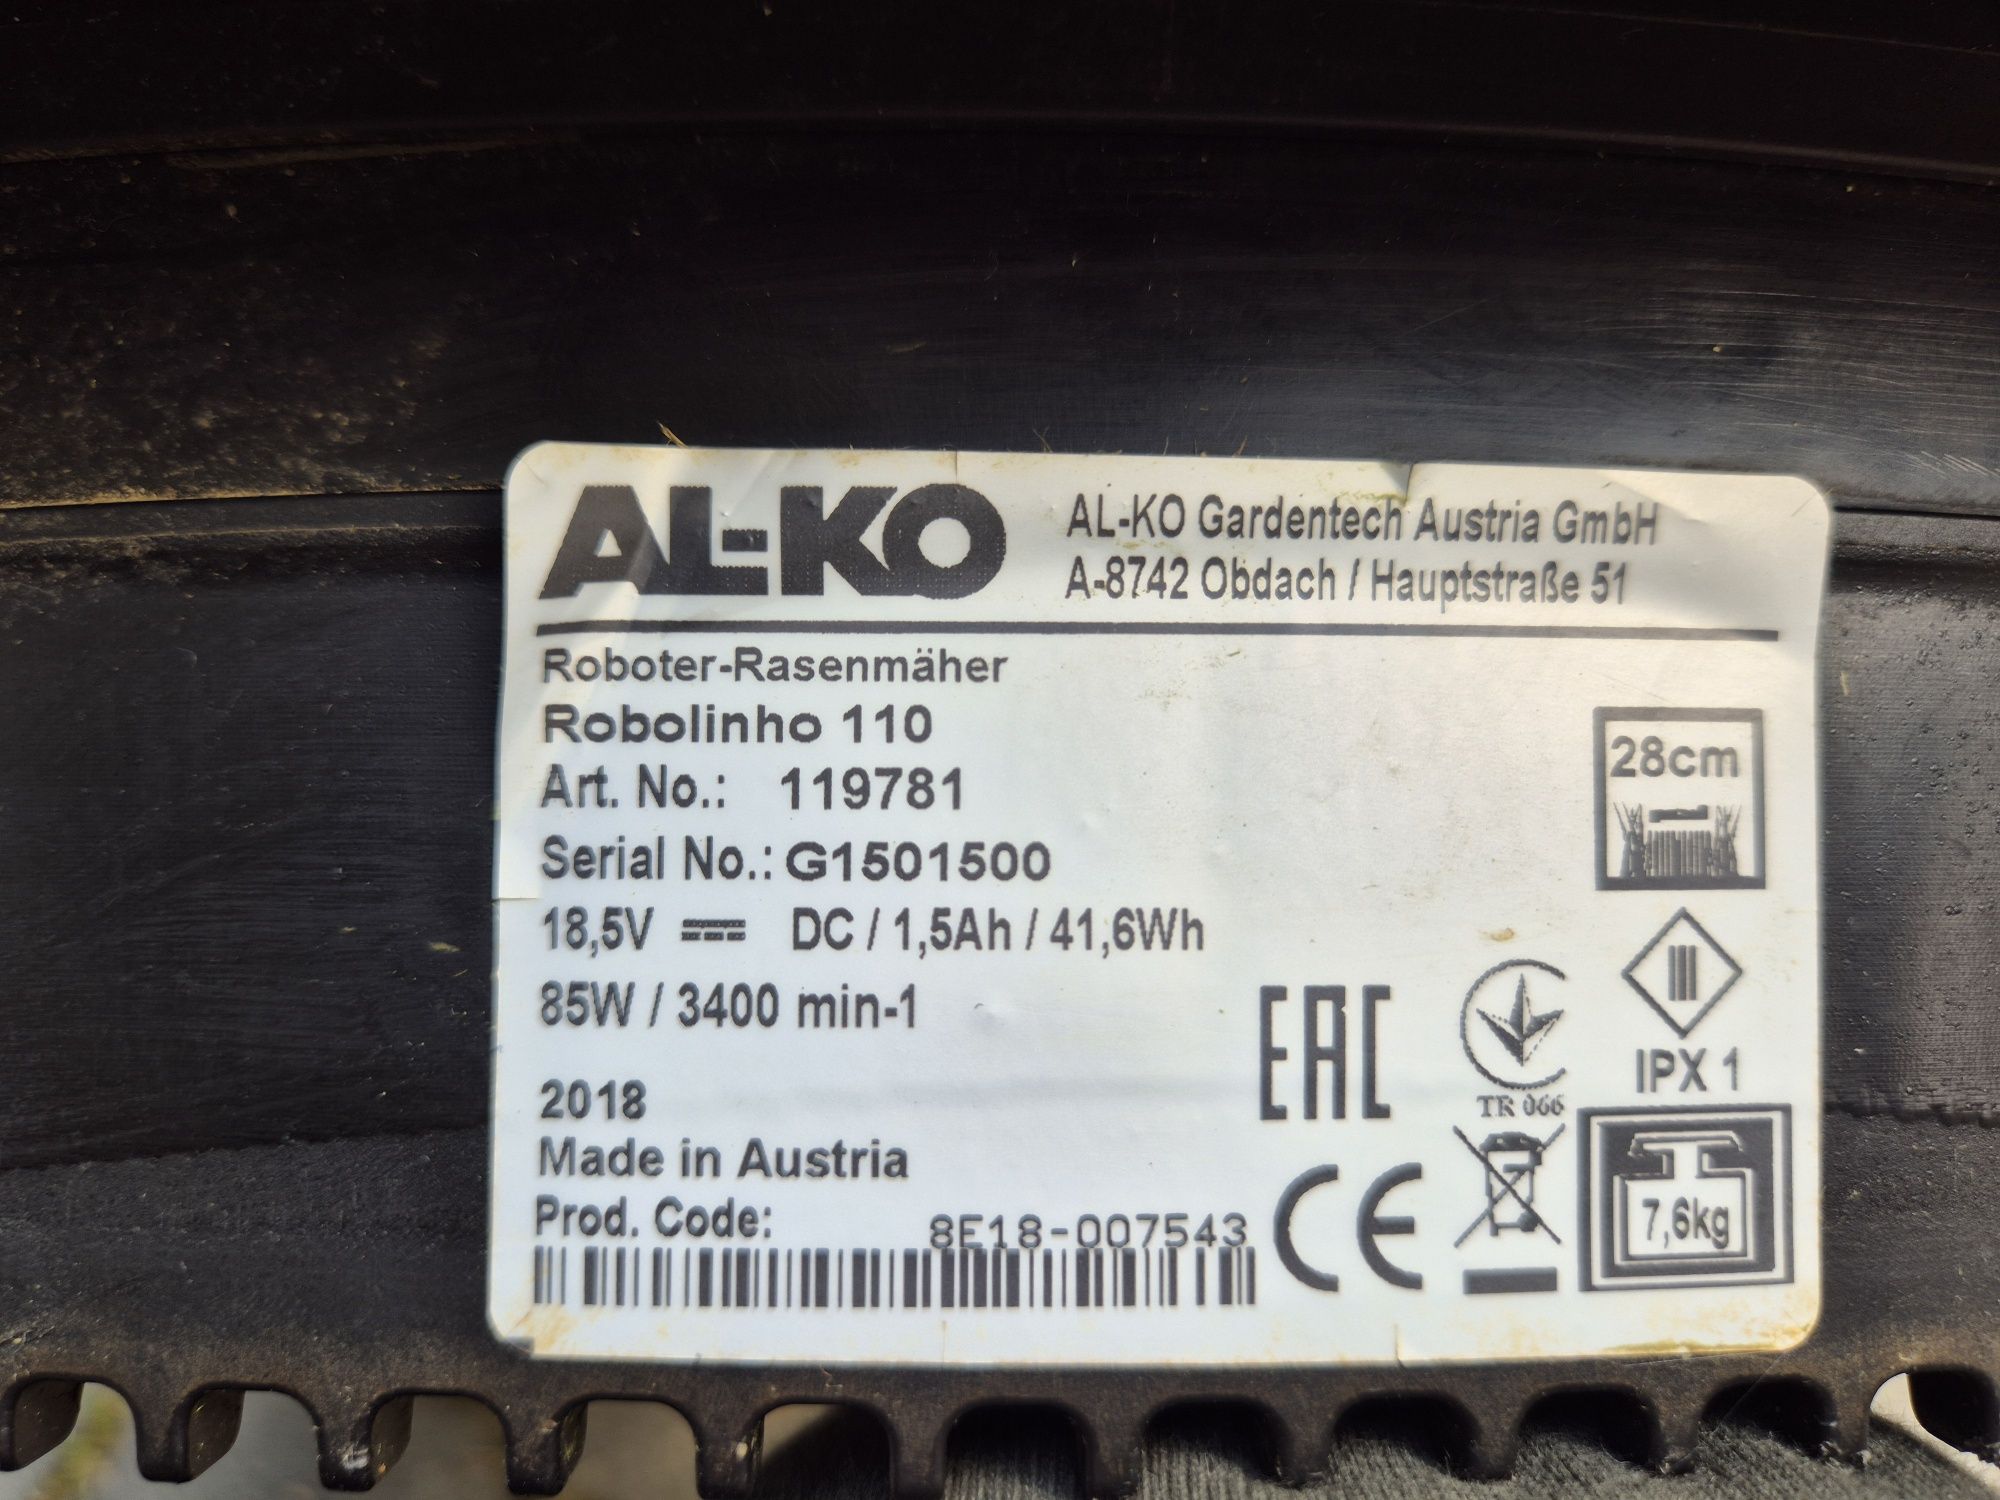 AL-KO
AL-KO Gardentech Austria GmbH
A-8742 Obdach / Hauptstraße 51
Roboter-Rasenmäher
Robolinho 110
Art. No.: 119781
Serial No.: G1501500
18,5V DC / 1,5Ah / 41,6Wh
85W / 3400 min-1
2018
Made in Austria
Prod. Code: 8E18-007543
28cm
III
IPX 1
EAC
TR 066
CE
7,6kg